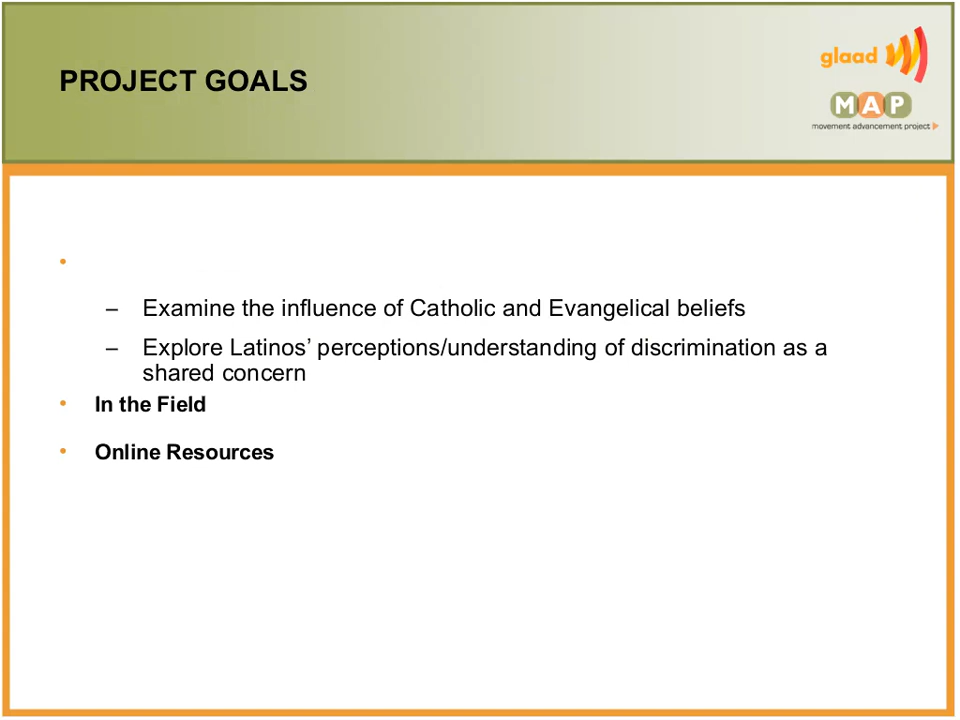 PROJECT GOALS
glaad
MAP
movement advancement project
•
– Examine the influence of Catholic and Evangelical beliefs
– Explore Latinos’ perceptions/understanding of discrimination as a
shared concern
• In the Field
• Online Resources